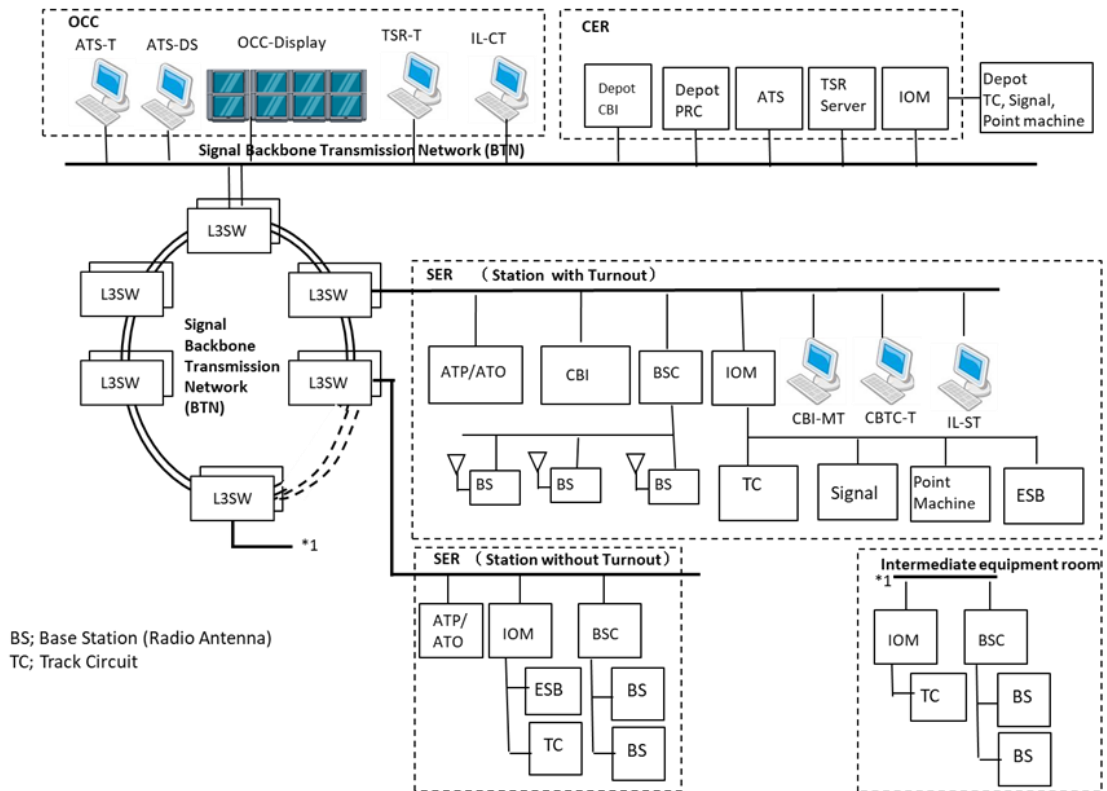 OCC
ATS-T
ATS-DS
OCC-Display
TSR-T
IL-CT
CER
Depot
CBI
Depot
PRC
ATS
TSR
Server
IOM
Depot
TC, Signal,
Point machine
Signal Backbone Transmission Network (BTN)
L3SW
L3SW
L3SW
L3SW
L3SW
L3SW
Signal
Backbone
Transmission
Network
(BTN)
*1
SER ( Station with Turnout)
ATP/ATO
CBI
BSC
IOM
CBI-MT
CBTC-T
IL-ST
BS
BS
BS
TC
Signal
Point
Machine
ESB
SER ( Station without Turnout)
ATP/
ATO
IOM
BSC
ESB
BS
TC
BS
Intermediate equipment room
*1
IOM
BSC
TC
BS
BS
BS; Base Station (Radio Antenna)
TC; Track Circuit